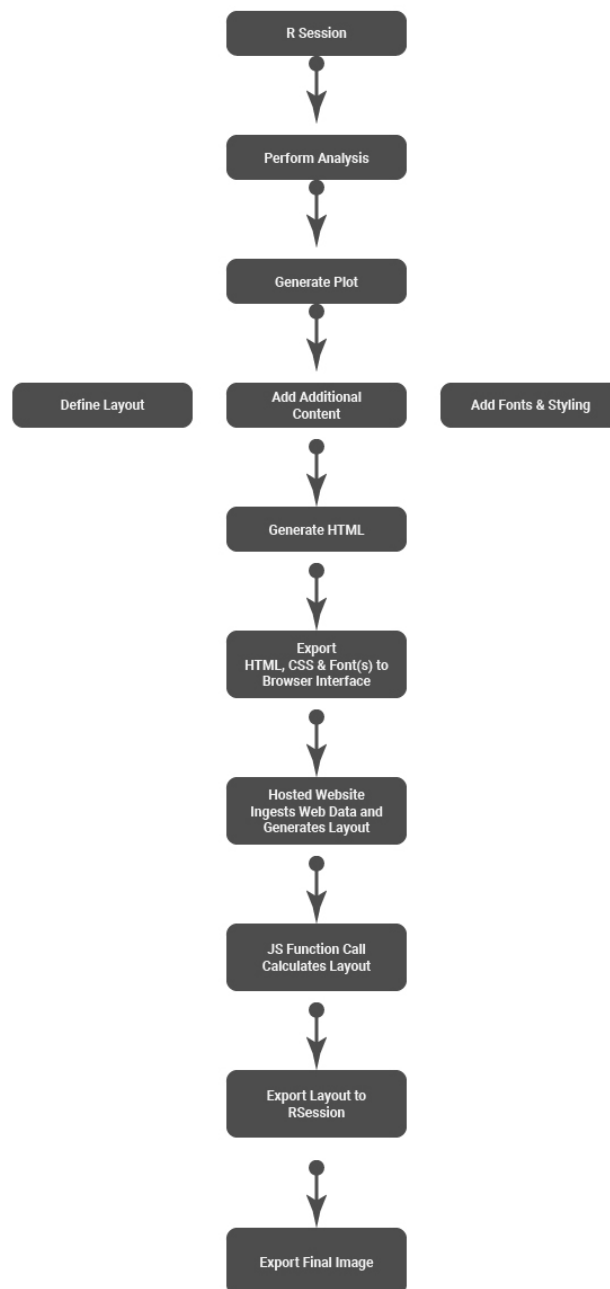 R Session
Perform Analysis
Generate Plot
Define Layout
Add Additional
Content
Add Fonts & Styling
Generate HTML
Export
HTML, CSS & Font(s) to
Browser Interface
Hosted Website
Ingests Web Data and
Generates Layout
JS Function Call
Calculates Layout
Export Layout to
RSession
Export Final Image